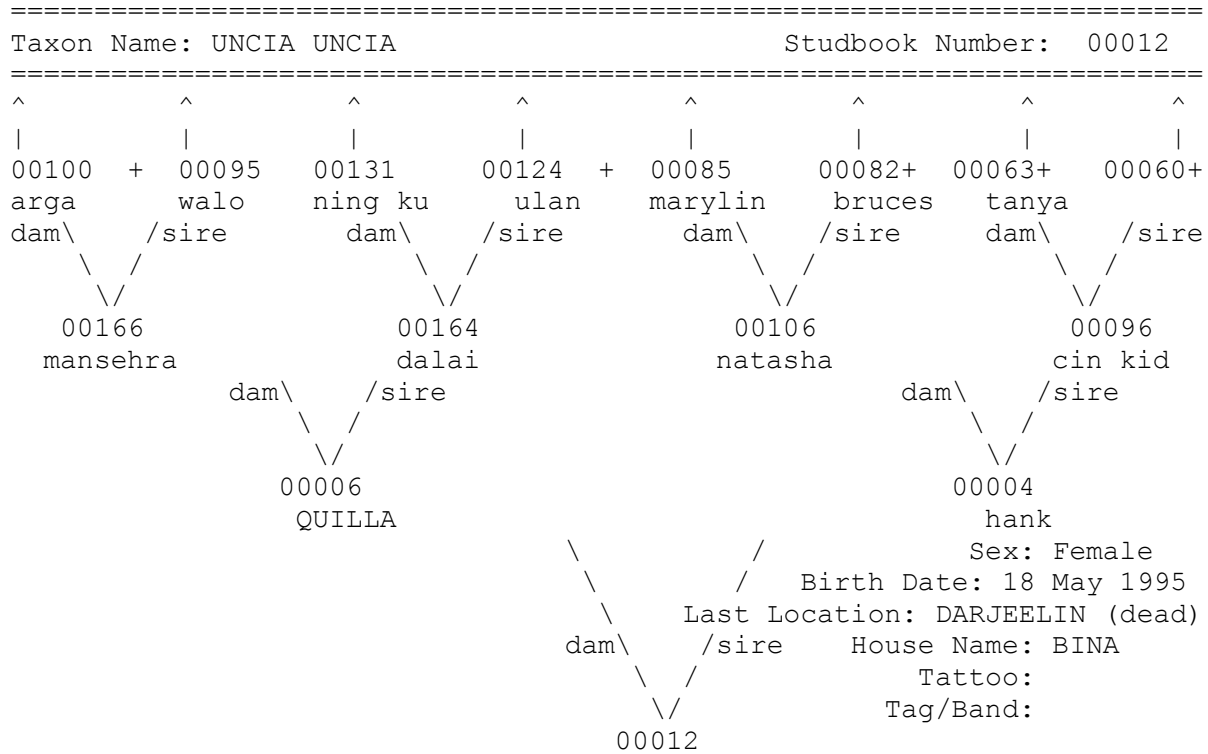 =======================================================================
Taxon Name: UNCIA UNCIA                       Studbook Number:  00012
=======================================================================
^         ^         ^         ^         ^         ^         ^        ^
|         |         |         |         |         |         |        |
00100  +  00095   00131     00124  +  00085     00082+  00063+   00060+
arga      walo    ning ku     ulan    marylin    bruces   tanya
dam\    /sire       dam\    /sire       dam\    /sire     dam\    /sire
    \  /                \  /                \  /              \  /
     \/                  \/                  \/                \/
   00166               00164               00106             00096
  mansehra             dalai              natasha           cin kid
             dam\    /sire                           dam\    /sire
                 \  /                                    \  /
                  \/                                      \/
                00006                                   00004
                 QUILLA                                   hank
                                 \          /            Sex: Female
                                  \        /   Birth Date: 18 May 1995
                                   \    Last Location: DARJEELIN (dead)
                                 dam\    /sire    House Name: BINA
                                     \  /             Tattoo:
                                      \/            Tag/Band:
                                    00012